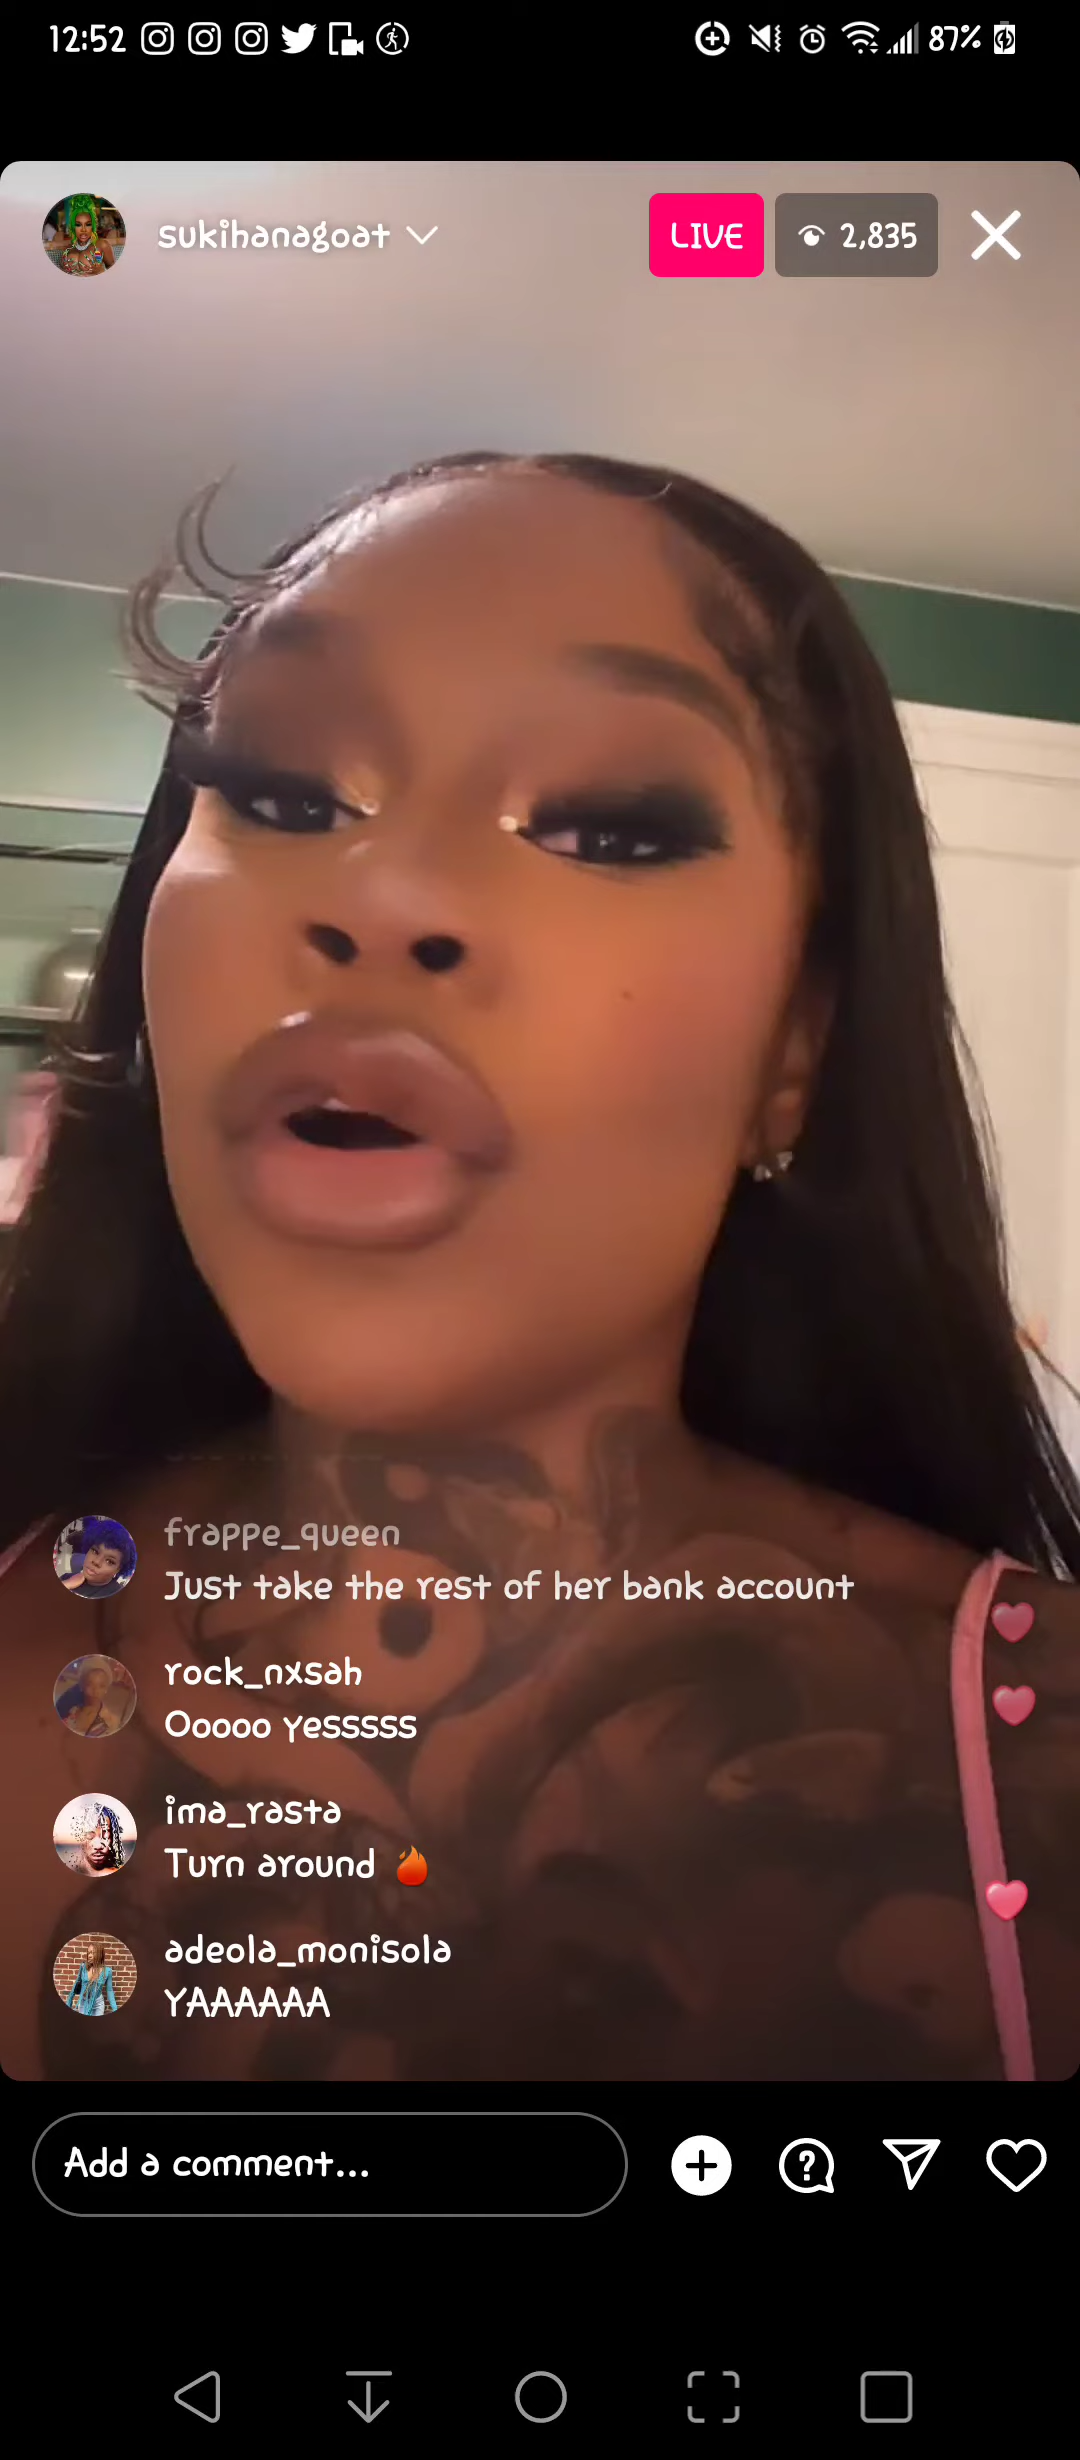 12:52 87%
sukihanagoat LIVE 2,835
frappe_queen
Just take the rest of her bank account
rock_nxsah
Ooooo Yesssss
ima_rasta
Turn around 🔥
adeola_monisola
YAAAAAA
Add a comment...